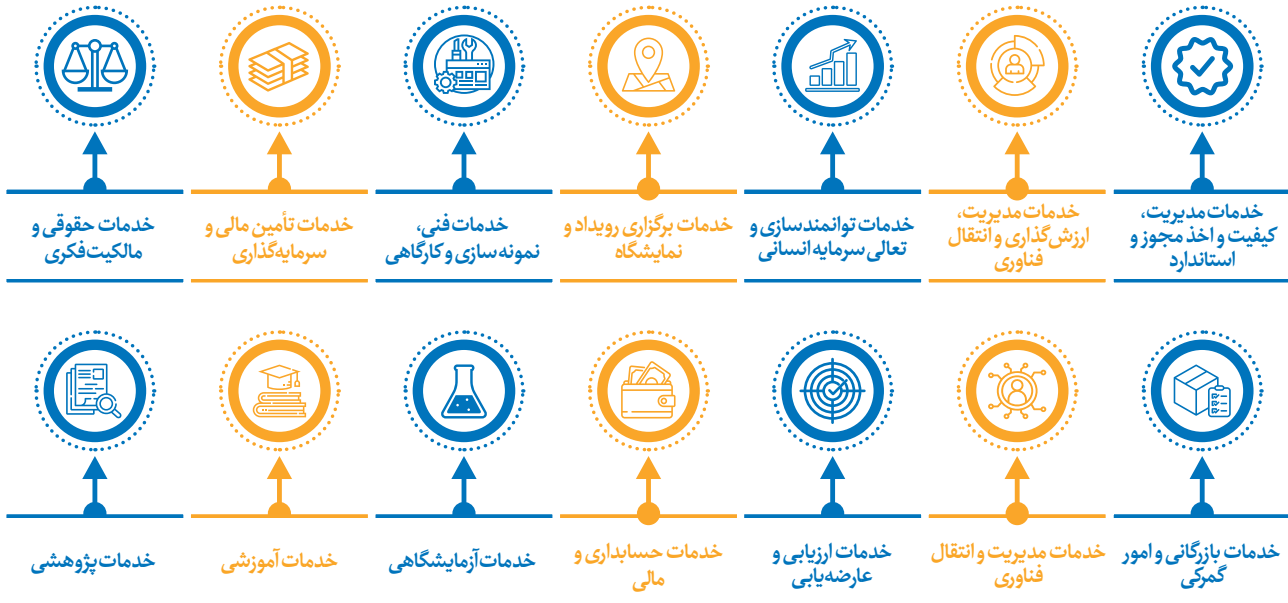 خدمات مدیریت،
کیفیت و اخذ مجوز و
استاندارد
خدمات مدیریت،
ارزش‌گذاری و انتقال
فناوری
خدمات توانمندسازی و
تعالی سرمایه انسانی
خدمات برگزاری رویداد و
نمایشگاه
خدمات فنی،
نمونه‌سازی و کارگاهی
خدمات تأمین مالی و
سرمایه‌گذاری
خدمات حقوقی و
مالکیت‌فکری
خدمات بازرگانی و امور
گمرکی
خدمات مدیریت و انتقال
فناوری
خدمات ارزیابی و
عارضه‌یابی
خدمات حسابداری و
مالی
خدمات آزمایشگاهی
خدمات آموزشی
خدمات پژوهشی